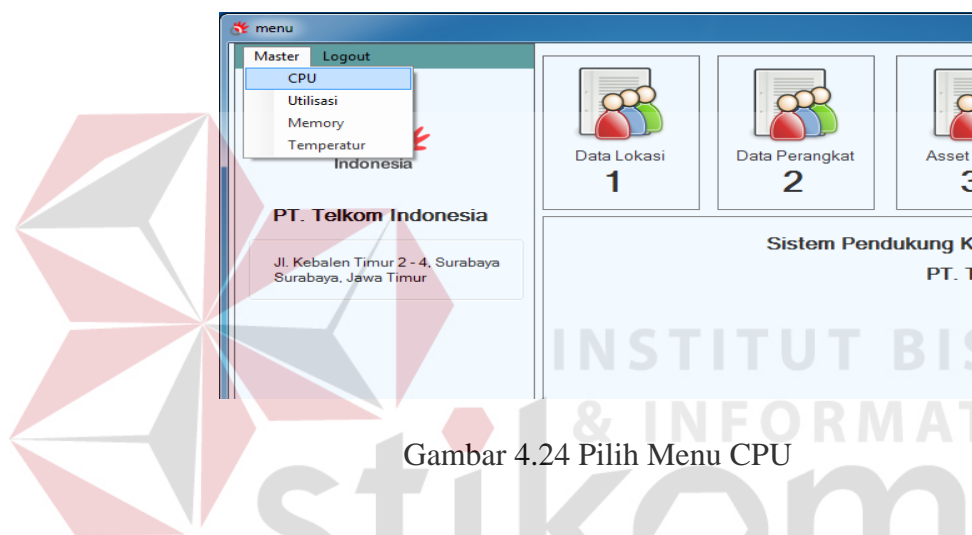 menu
Master Logout
CPU
Utilisasi
Memory
Temperatur
Indonesia
PT. Telkom Indonesia
Jl. Kebalen Timur 2 - 4, Surabaya
Surabaya, Jawa Timur
Data Lokasi
1
Data Perangkat
2
Asset
3
Sistem Pendukung K
PT. T
INSTITUT BIS
& INFORMAT
stikom
Gambar 4.24 Pilih Menu CPU